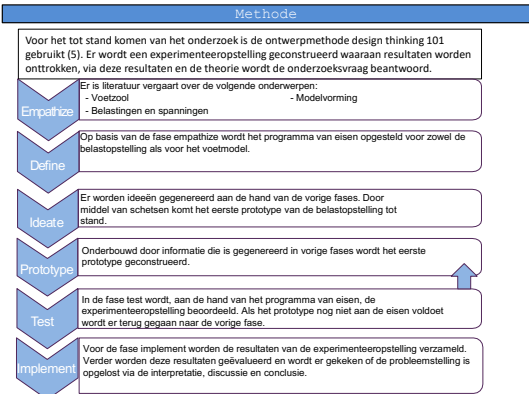 Methode
Voor het tot stand komen van het onderzoek is de ontwerpmethode design thinking 101
gebruikt (5). Er wordt een experimenteeropstelling geconstrueerd waaraan resultaten worden
onttrokken, via deze resultaten en de theorie wordt de onderzoeksvraag beantwoord.
Empathize
Er is literatuur vergaart over de volgende onderwerpen:
- Voetzool - Modelvorming
- Belastingen en spanningen
Define
Op basis van de fase empathize wordt het programma van eisen opgesteld voor zowel de
belastopstelling als voor het voetmodel.
Ideate
Er worden ideeën gegenereerd aan de hand van de vorige fases. Door
middel van schetsen komt het eerste prototype van de belastopstelling tot
stand.
Prototype
Onderbouwd door informatie die is gegenereerd in vorige fases wordt het eerste
prototype geconstrueerd.
Test
In de fase test wordt, aan de hand van het programma van eisen, de
experimenteeropstelling beoordeeld. Als het prototype nog niet aan de eisen voldoet
wordt er terug gegaan naar de vorige fase.
Implement
Voor de fase implement worden de resultaten van de experimenteeropstelling verzameld.
Verder worden deze resultaten geëvalueerd en wordt er gekeken of de probleemstelling is
opgelost via de interpretatie, discussie en conclusie.